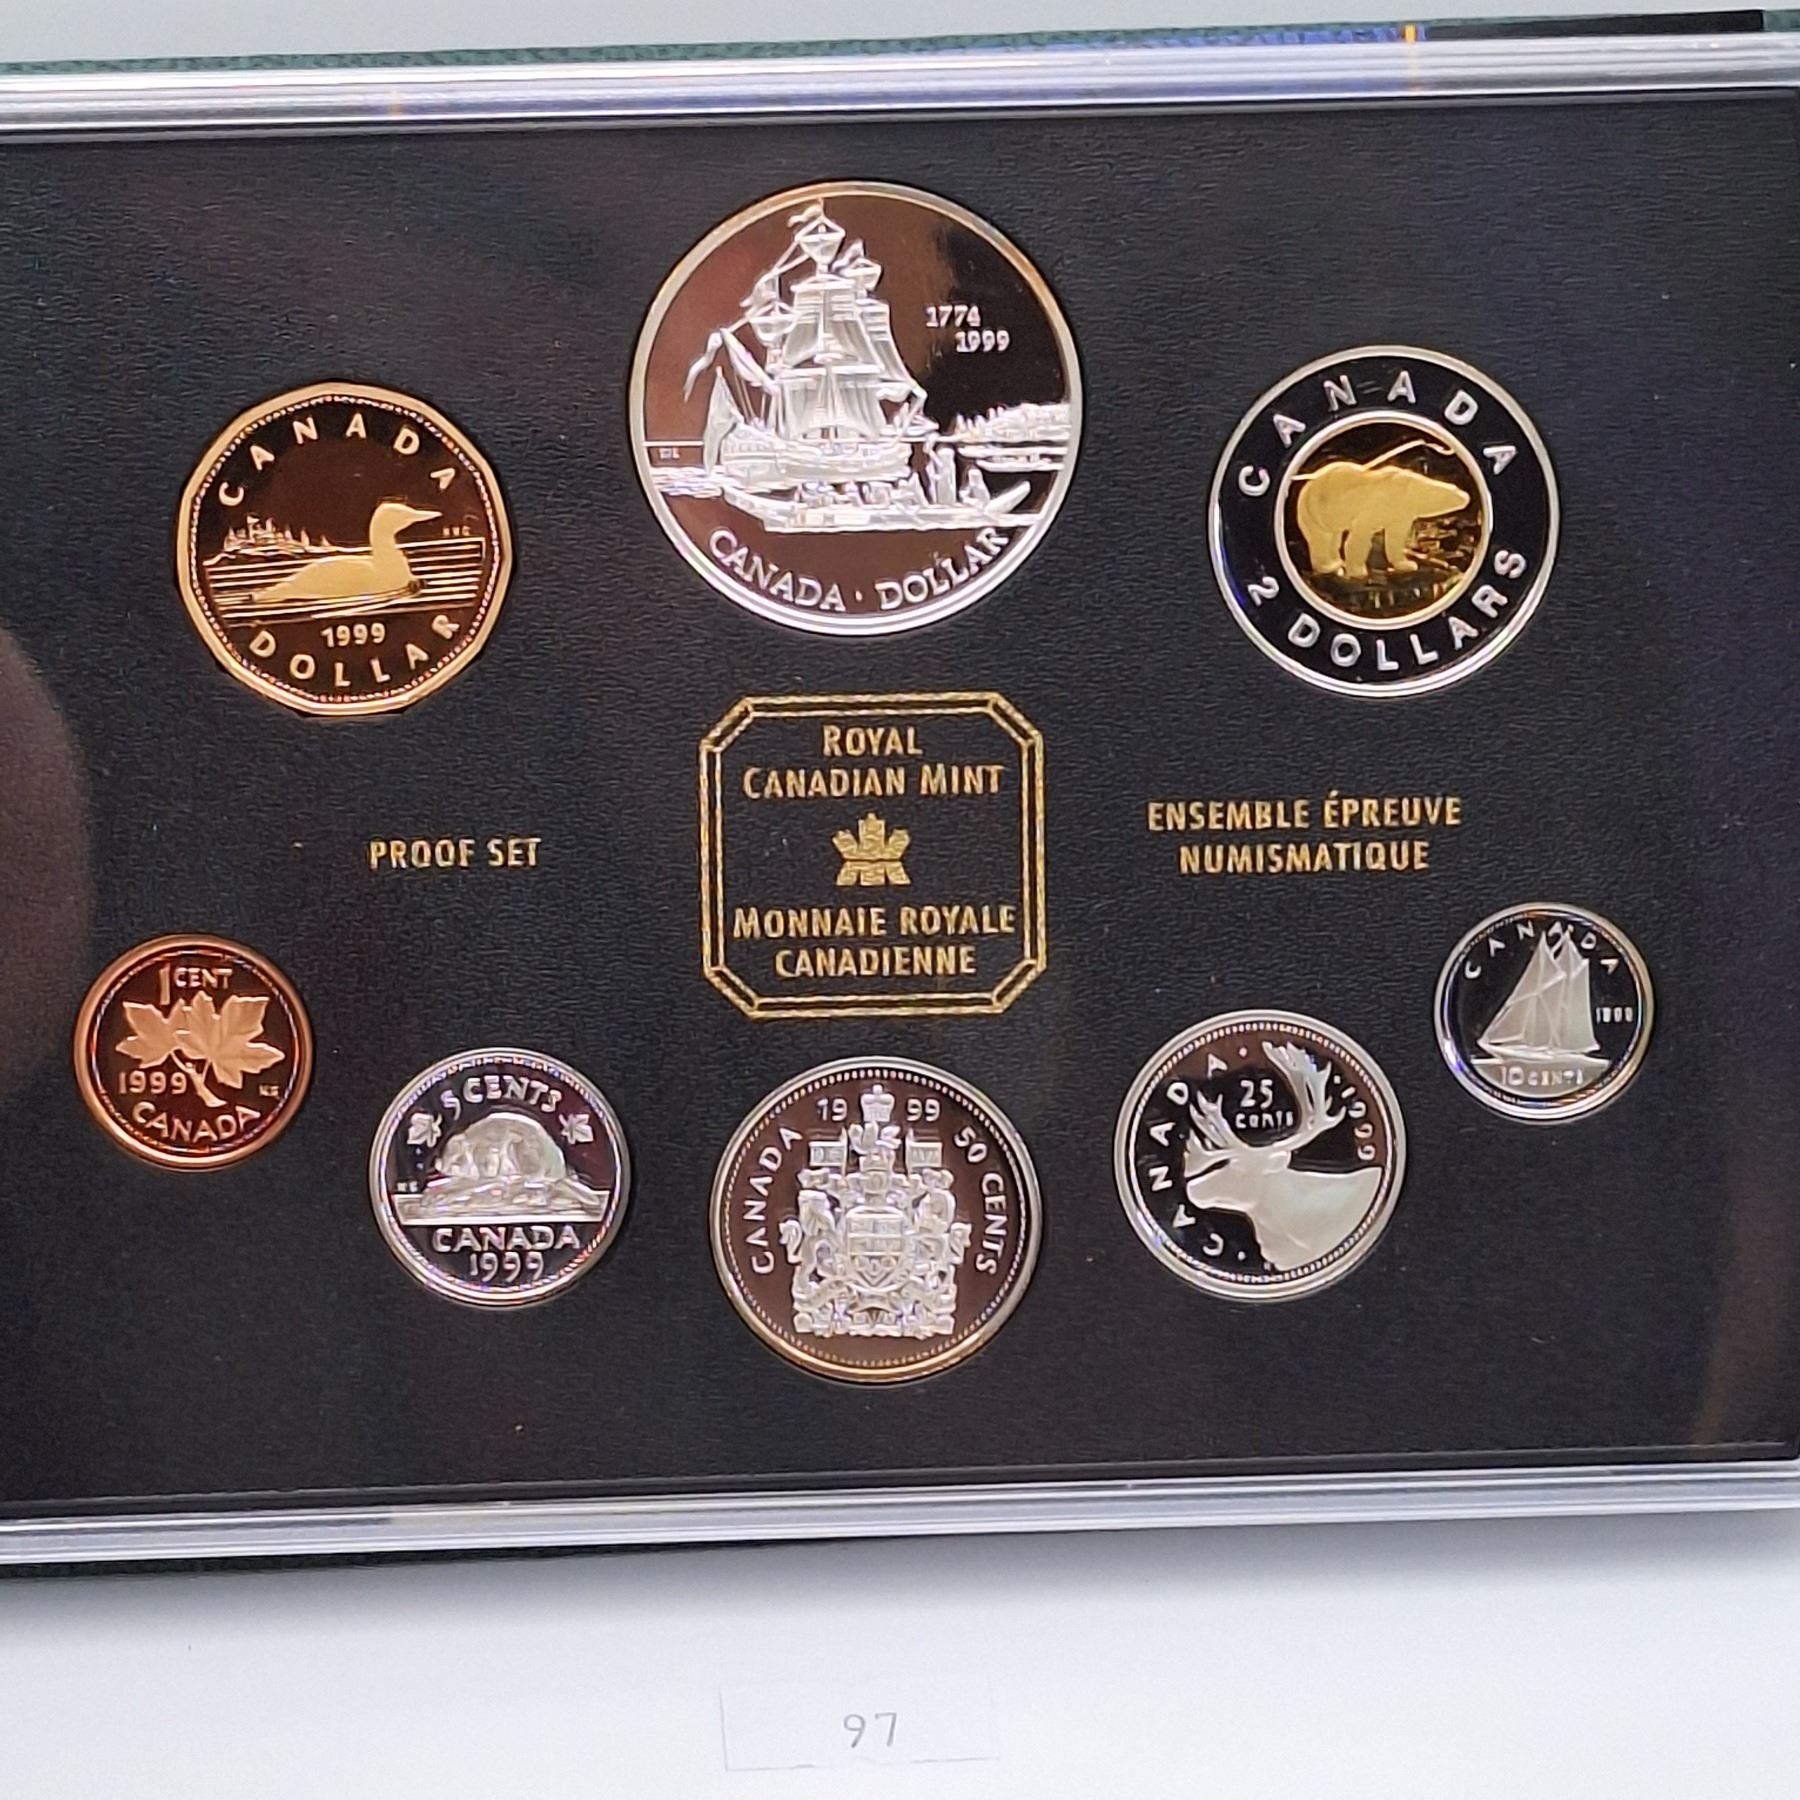 1774
1999
CANADA · DOLLAR
CANADA
1999
DOLLAR
CANADA
2 DOLLARS
ROYAL
CANADIAN MINT
MONNAIE ROYALE
CANADIENNE
PROOF SET
ENSEMBLE ÉPREUVE
NUMISMATIQUE
1 CENT
1999
CANADA
5 CENTS
CANADA
1999
19 99
CANADA
50 CENTS
CANADA · 1999
25
CENTS
CANADA
1999
10 CENTS
97